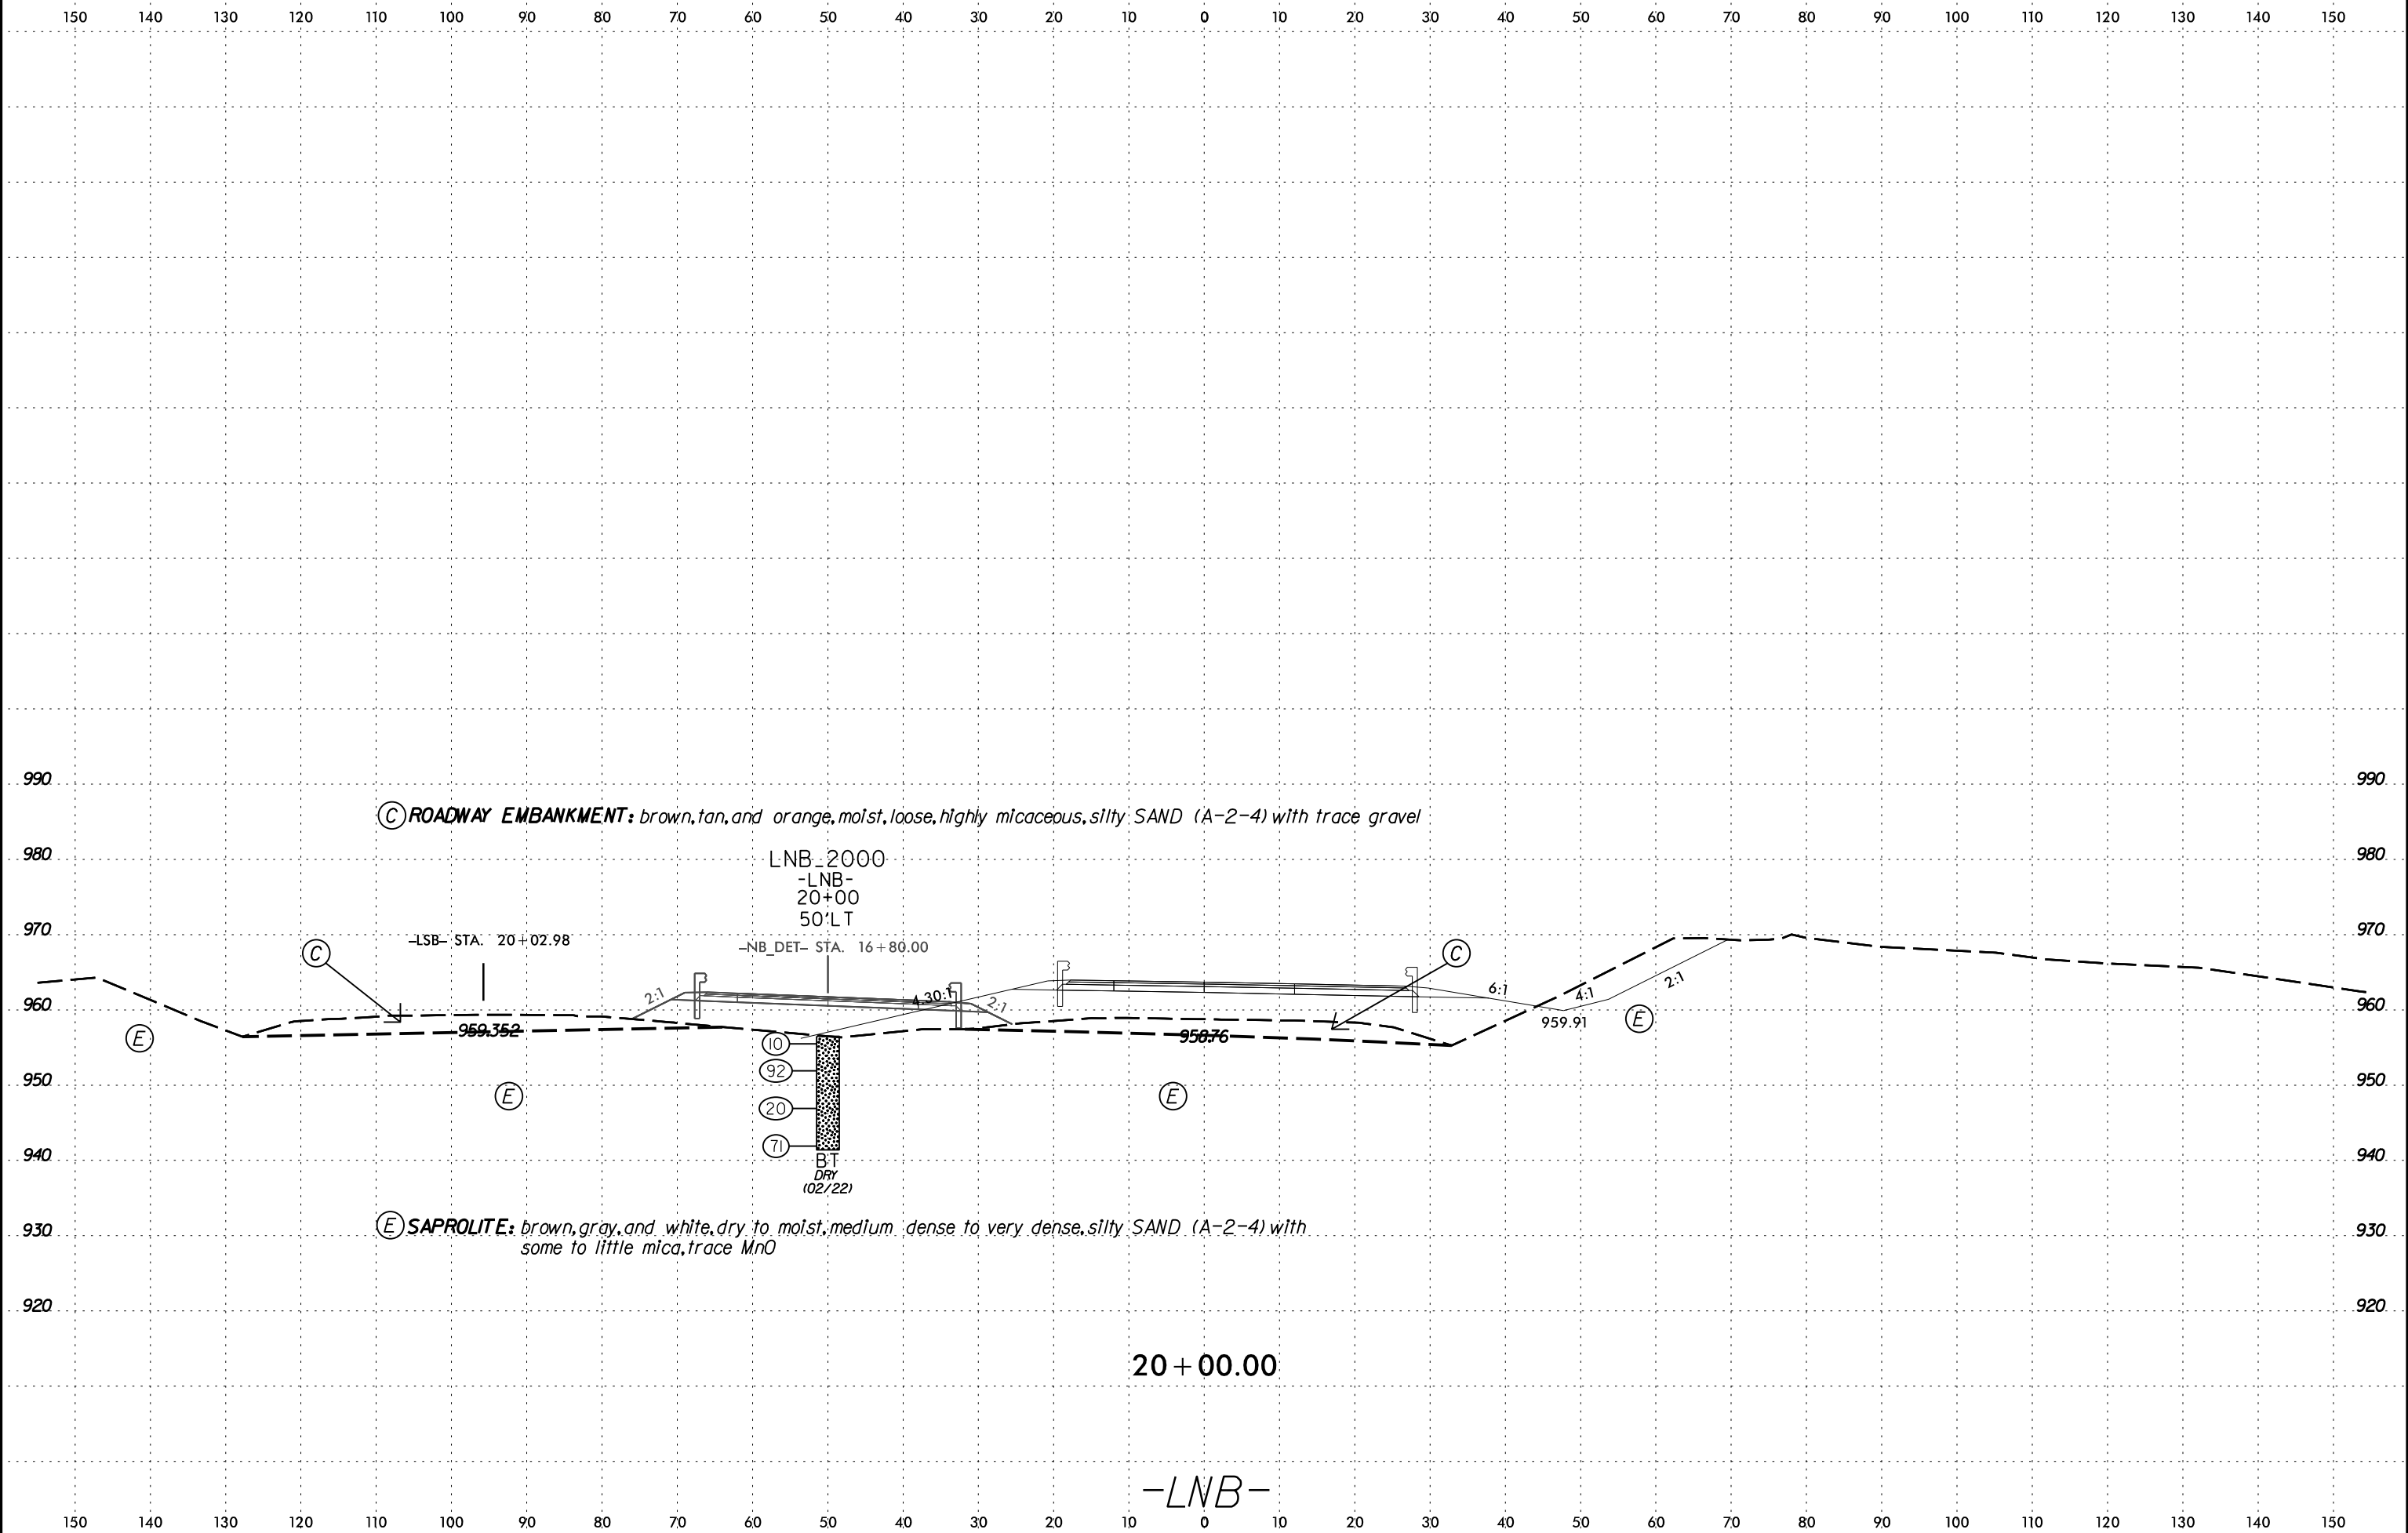 150 140 130 120 110 100 90 80 70 60 50 40 30 20 10 0 10 20 30 40 50 60 70 80 90 100 110 120 130 140 150
990 990
Ⓒ ROADWAY EMBANKMENT: brown, tan, and orange, moist, loose, highly micaceous, silty SAND (A-2-4) with trace gravel
980 980
LNB_2000
-LNB-
20+00
50' LT
970 970
-LSB- STA. 20+02.98
-NB_DET- STA. 16+80.00
C C
2:1 4.30:1 2:1 6:1 4:1 2:1
960 960
959.91
E E
959.352 958.76
10
92
950 950
E E
20
71
940 940
BT
DRY
(02/22)
930 930
Ⓔ SAPROLITE: brown, gray, and white, dry to moist, medium dense to very dense, silty SAND (A-2-4) with
some to little mica, trace MnO
920 920
20+00.00
-LNB-
150 140 130 120 110 100 90 80 70 60 50 40 30 20 10 0 10 20 30 40 50 60 70 80 90 100 110 120 130 140 150